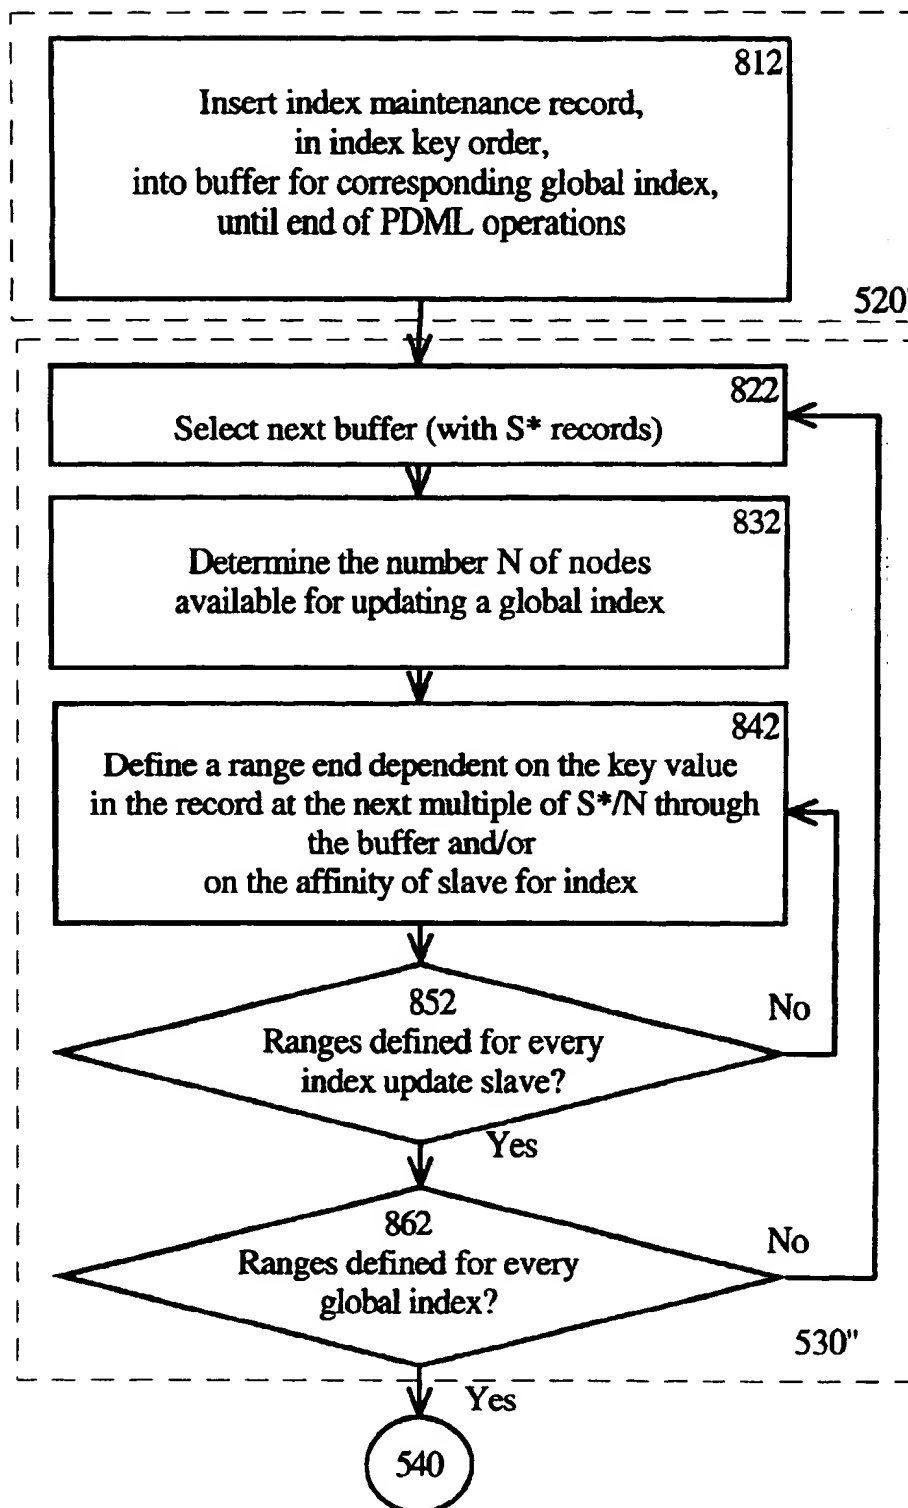 812
Insert index maintenance record,
in index key order,
into buffer for corresponding global index,
until end of PDML operations
520"
822
Select next buffer (with S* records)
832
Determine the number N of nodes
available for updating a global index
842
Define a range end dependent on the key value
in the record at the next multiple of S*/N through
the buffer and/or
on the affinity of slave for index
852
Ranges defined for every
index update slave?
No
Yes
862
Ranges defined for every
global index?
No
530"
Yes
540